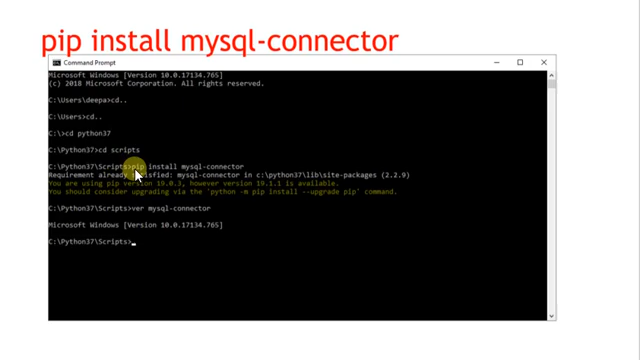 pip install mysql-connector
Command Prompt
Microsoft Windows [Version 10.0.17134.765]
(c) 2018 Microsoft Corporation. All rights reserved.
C:\Users\deepa>cd..
C:\Users>cd..
C:\>cd python37
C:\Python37>cd scripts
C:\Python37\Scripts>pip install mysql-connector
Requirement already satisfied: mysql-connector in c:\python37\lib\site-packages (2.2.9)
You are using pip version 19.0.3, however version 19.1.1 is available.
You should consider upgrading via the 'python -m pip install --upgrade pip' command.
C:\Python37\Scripts>ver mysql-connector
Microsoft Windows [Version 10.0.17134.765]
C:\Python37\Scripts>